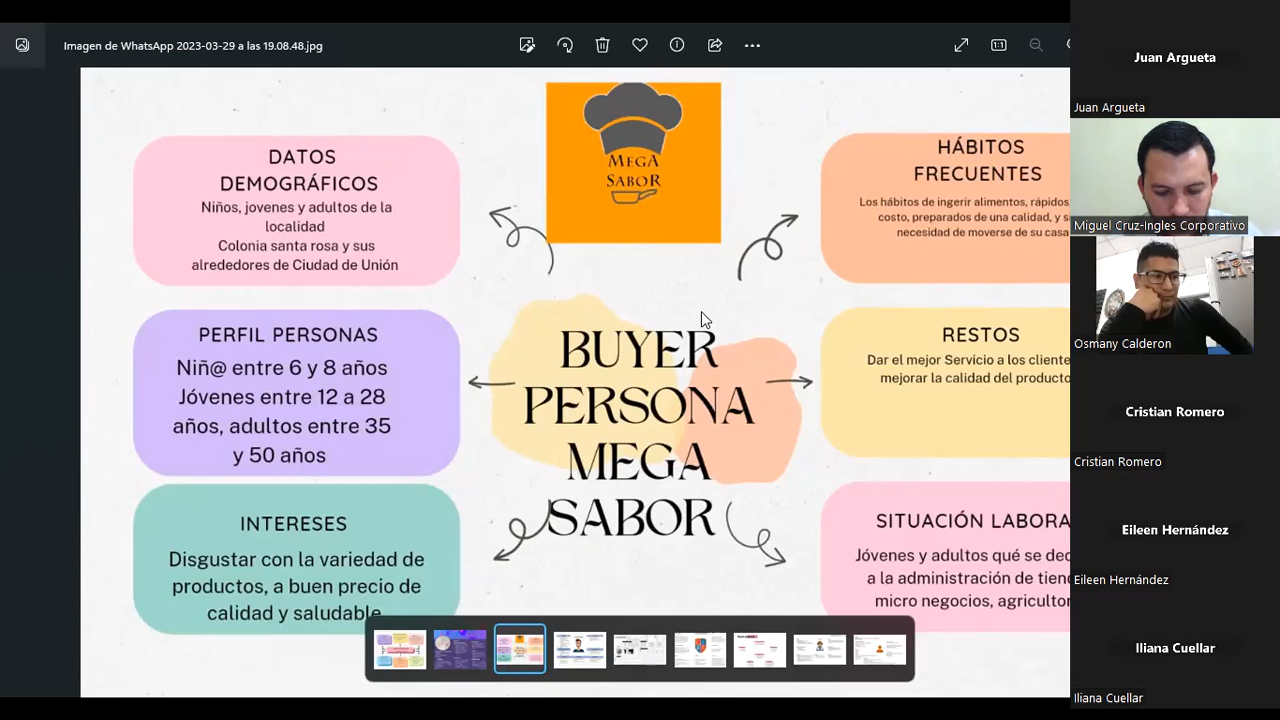 Imagen de WhatsApp 2023-03-29 a las 19.08.48.jpg
MEGA
SABOR
DATOS
DEMOGRÁFICOS
Niños, jovenes y adultos de la
localidad
Colonia santa rosa y sus
alrededores de Ciudad de Unión
PERFIL PERSONAS
Niñ@ entre 6 y 8 años
Jóvenes entre 12 a 28
años, adultos entre 35
y 50 años
INTERESES
Disgustar con la variedad de
productos, a buen precio de
calidad y saludable
BUYER
PERSONA
MEGA
SABOR
HÁBITOS
FRECUENTES
Los hábitos de ingerir alimentos, rápidos,
costo, preparados de una calidad, y s
necesidad de moverse de su casa
RESTOS
Dar el mejor Servicio a los cliente
mejorar la calidad del producto
SITUACIÓN LABORA
Jóvenes y adultos qué se ded
a la administración de tien
micro negocios, agricultor
Juan Argueta
Juan Argueta
Miguel Cruz-Ingles Corporativo
Osmany Calderon
Cristian Romero
Cristian Romero
Eileen Hernández
Eileen Hernández
Iliana Cuellar
Iliana Cuellar